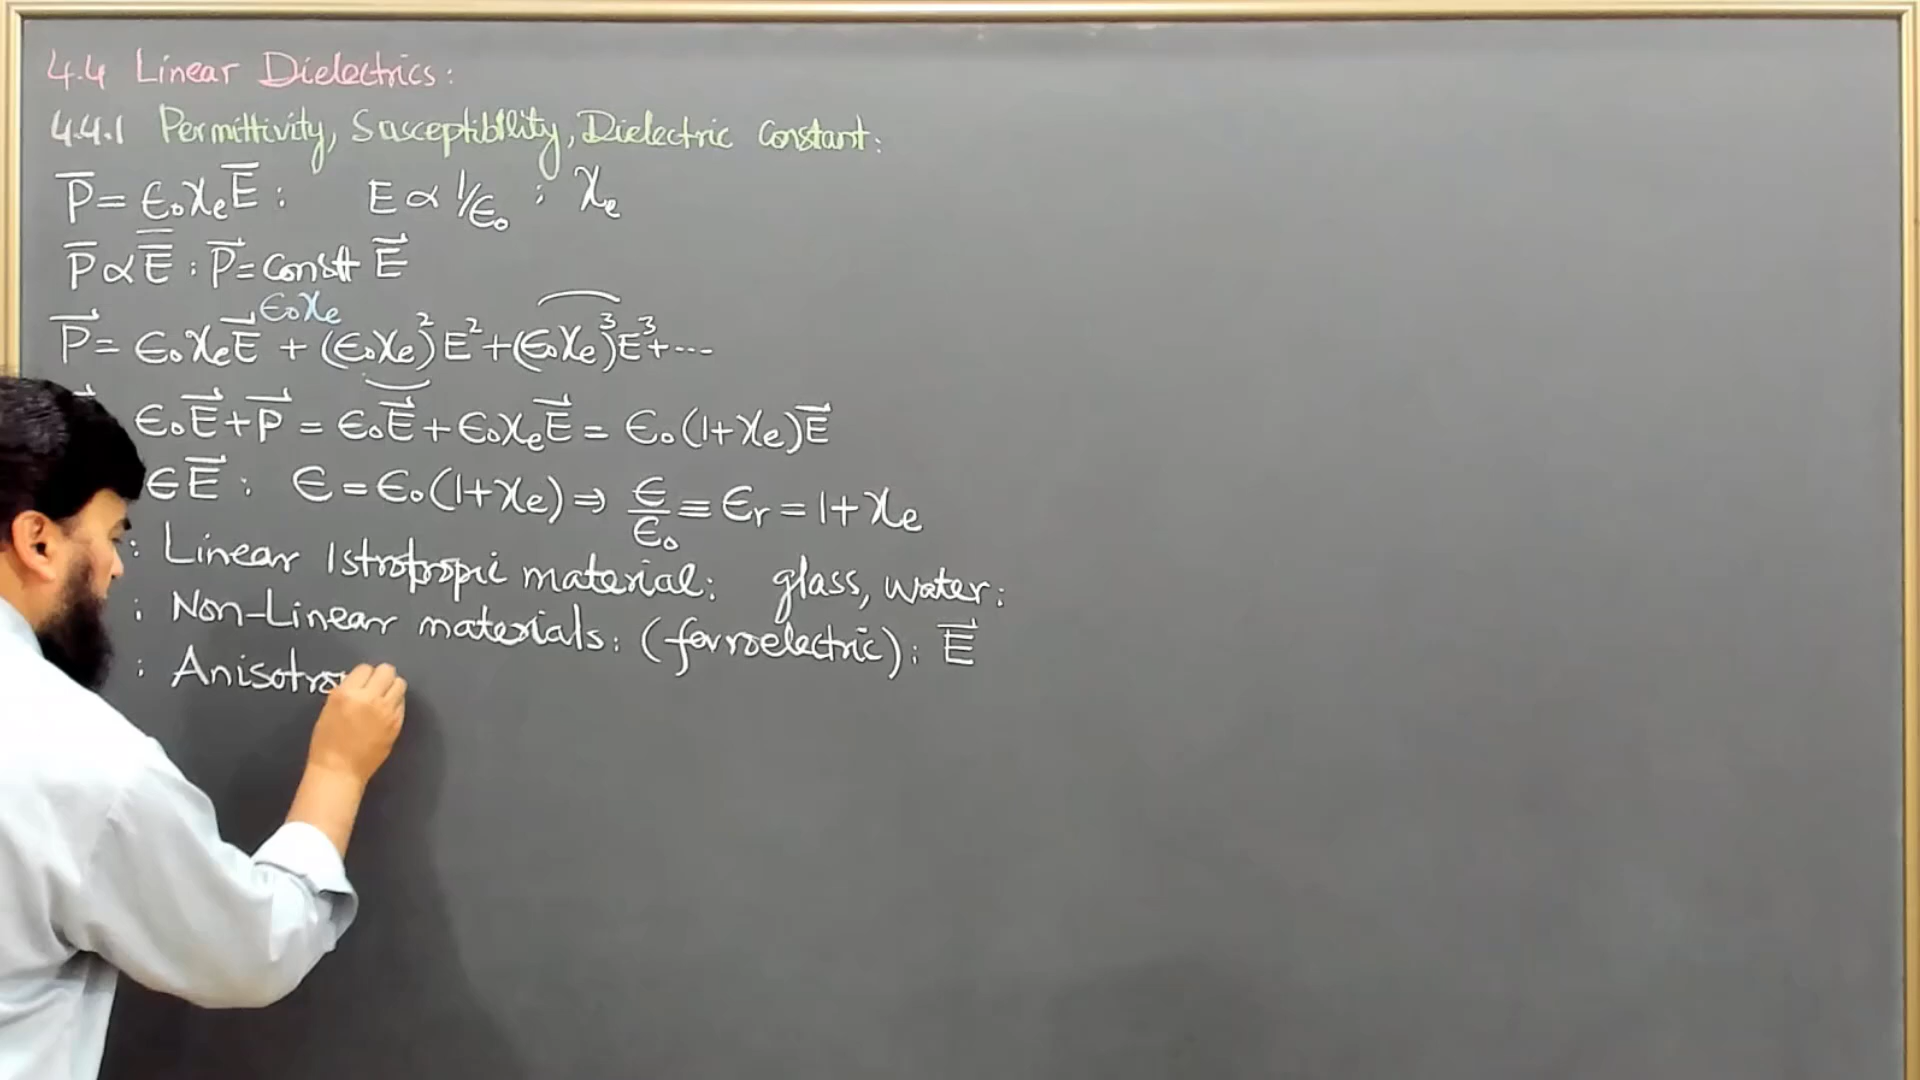 4.4 Linear Dielectrics:
4.4.1 Permittivity, Susceptibility, Dielectric Constant:
P̅ = ϵ₀χₑE̅ : E ∝ 1/ϵ₀ ; χₑ
P̅ ∝ E̅ : P⃗ = Constt E⃗
ϵ₀χₑ
P⃗ = ϵ₀χₑE⃗ + (ϵ₀χₑ)²E² + (ϵ₀χₑ)³E³ + ...
ϵ₀E⃗ + P⃗ = ϵ₀E⃗ + ϵ₀χₑE⃗ = ϵ₀(1+χₑ)E⃗
ϵE⃗ : ϵ = ϵ₀(1+χₑ) ⇒ ϵ/ϵ₀ ≡ ϵᵣ = 1+χₑ
: Linear Istrotropic material: glass, water:
: Non-Linear materials: (ferroelectric): E⃗
: Anisotro